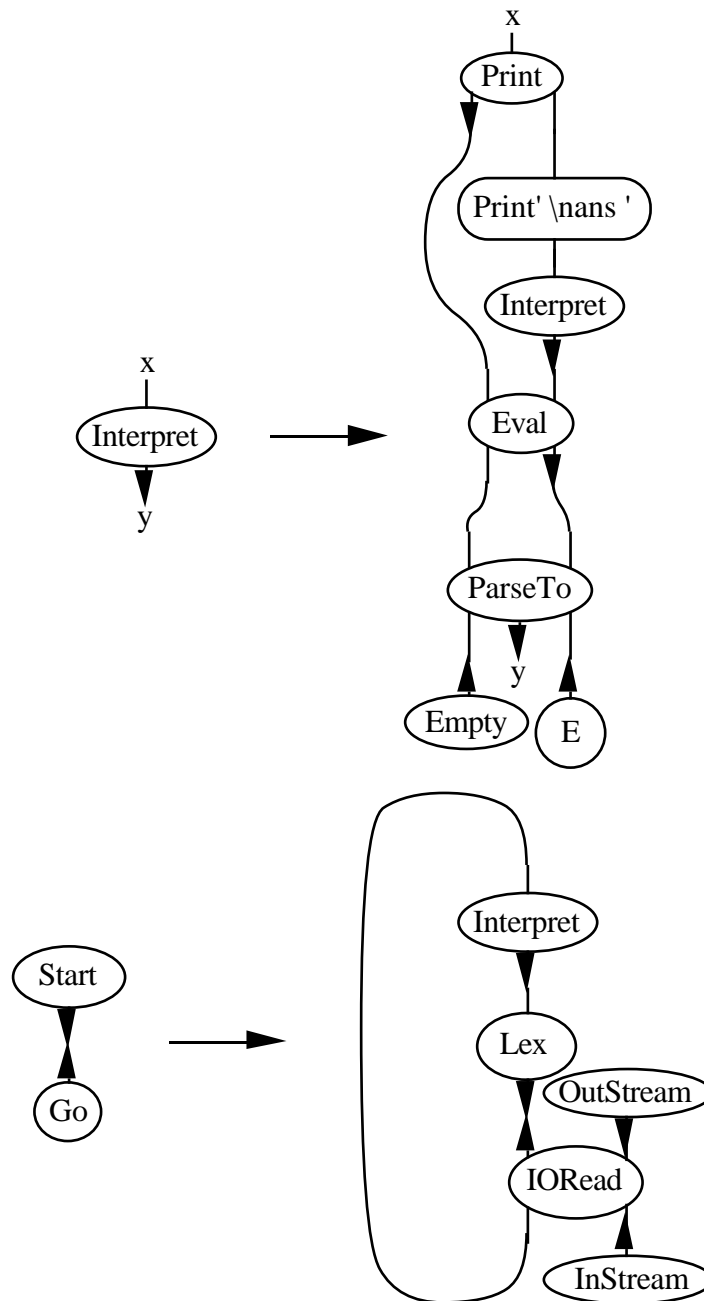 x
Print
Print' \nans '
Interpret
x
Interpret
Eval
y
ParseTo
y
Empty
E
Interpret
Start
Lex
OutStream
Go
IORead
InStream